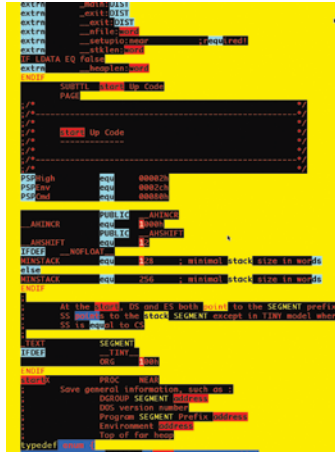 extrn __math:DIST
extrn __exit:DIST
extrn __exit:DIST
extrn __nfile:word
extrn __setupio:near ;required!
extrn __stklen:word
IF LDATA EQ false
extrn __heaplen:word
ENDIF
SUBTTL start Up Code
PAGE
;/* */
;/*-----------------------------------------------------*/
;/* */
;/* start Up Code */
;/* ------------- */
;/* */
;/*-----------------------------------------------------*/
;/* */
PSPHigh equ 00002h
PSPEnv equ 0002ch
PSPCmd equ 00080h
PUBLIC __AHINCR
__AHINCR equ 1000h
PUBLIC __AHSHIFT
__AHSHIFT equ 12
IFDEF __NOFLOAT__
MINSTACK equ 128 ; minimal stack size in words
else
MINSTACK equ 256 ; minimal stack size in words
ENDIF
;
; At the start, DS and ES both point to the SEGMENT prefix
; SS points to the stack SEGMENT except in TINY model where
; SS is equal to CS
;
_TEXT SEGMENT
IFDEF __TINY__
ORG 100h
ENDIF
startX PROC NEAR
; Save general information, such as :
; DGROUP SEGMENT address
; DOS version number
; Program SEGMENT Prefix address
; Environment address
; Top of far heap
typedef